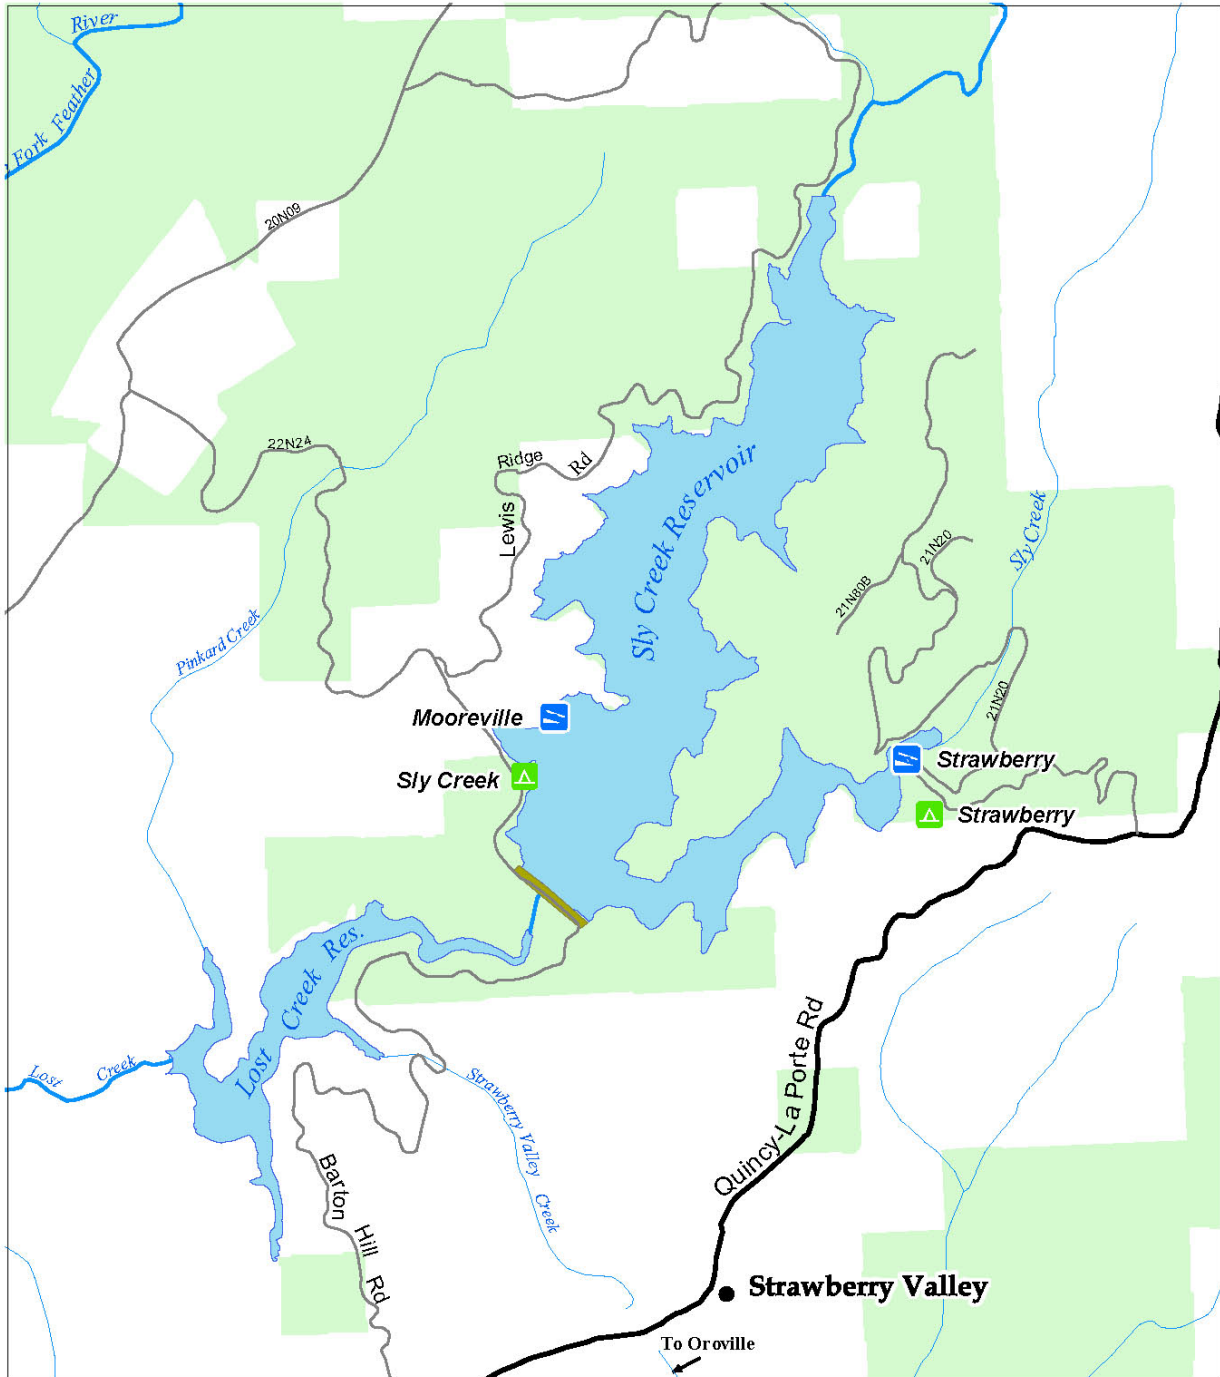 River
Fork Feather
20N09
22N24
Ridge
Rd
Lewis
Sly Creek Reservoir
Sly Creek
21N20
21N80B
Pinkard Creek
21N20
Mooreville
Sly Creek
Strawberry
Strawberry
Lost Creek Res.
Lost Creek
Strawberry Valley Creek
Quincy-La Porte Rd
Barton Hill Rd
Strawberry Valley
To Oroville